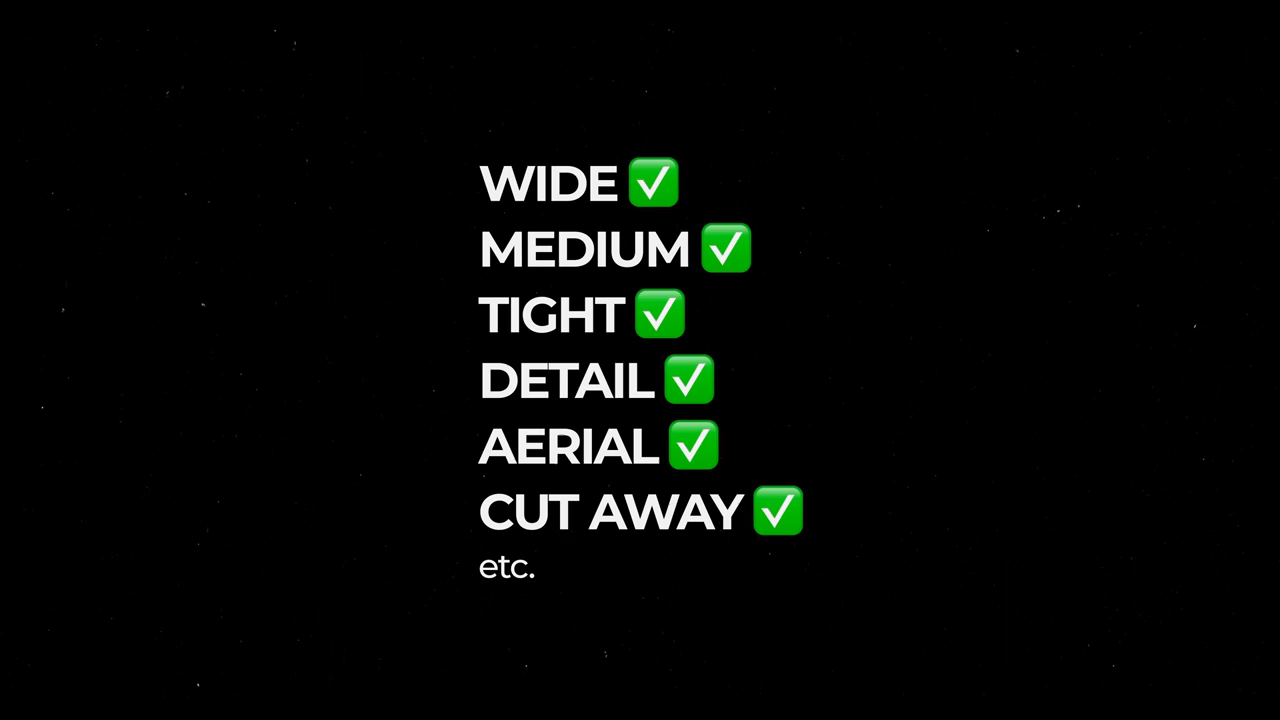 WIDE ✅
MEDIUM ✅
TIGHT ✅
DETAIL ✅
AERIAL ✅
CUT AWAY ✅
etc.